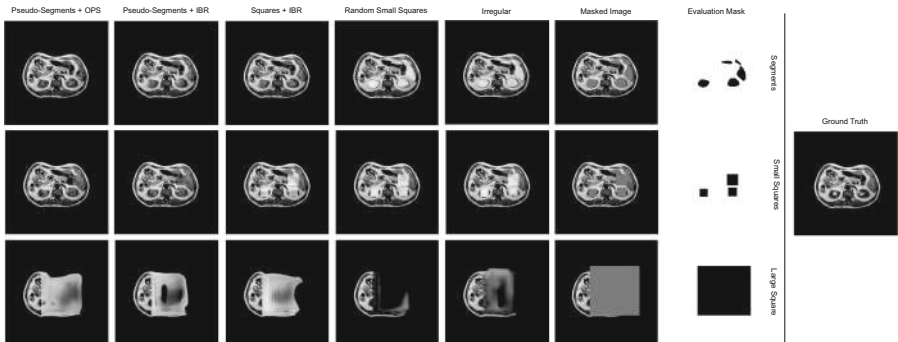 Pseudo-Segments + OPS
Pseudo-Segments + IBR
Squares + IBR
Random Small Squares
Irregular
Masked Image
Evaluation Mask
Segments
Ground Truth
Small Squares
Large Square